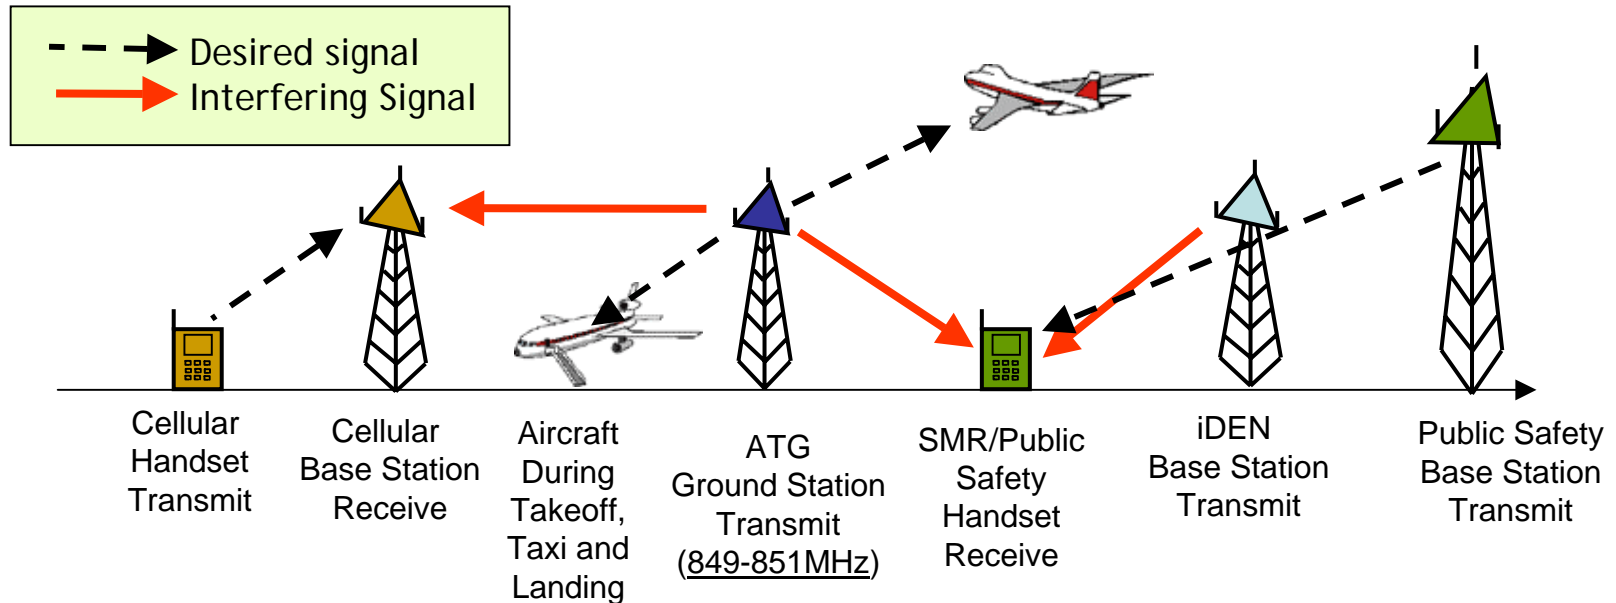 Desired signal
Interfering Signal
Cellular
Handset
Transmit
Cellular
Base Station
Receive
Aircraft
During
Takeoff,
Taxi and
Landing
ATG
Ground Station
Transmit
(849-851MHz)
SMR/Public
Safety
Handset
Receive
iDEN
Base Station
Transmit
Public Safety
Base Station
Transmit